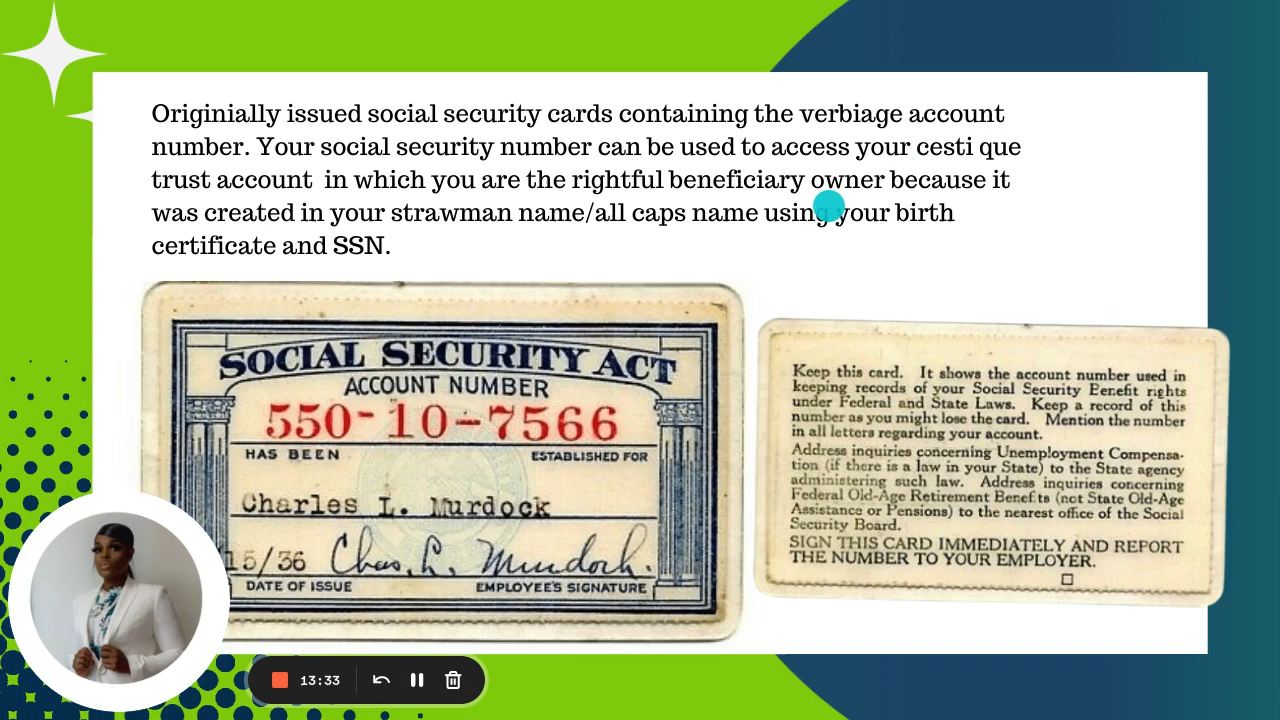 Originially issued social security cards containing the verbiage account
number. Your social security number can be used to access your cesti que
trust account in which you are the rightful beneficiary owner because it
was created in your strawman name/all caps name using your birth
certificate and SSN.
SOCIAL SECURITY ACT
ACCOUNT NUMBER
550-10-7566
HAS BEEN ESTABLISHED FOR
Charles L. Murdock
15/36 Chas. L. Murdock.
DATE OF ISSUE EMPLOYEE'S SIGNATURE
Keep this card. It shows the account number used in
keeping records of your Social Security Benefit rights
under Federal and State Laws. Keep a record of this
number as you might lose the card. Mention the number
in all letters regarding your account.
Address inquiries concerning Unemployment Compensa-
tion (if there is a law in your State) to the State agency
administering such law. Address inquiries concerning
Federal Old-Age Retirement Benefits (not State Old-Age
Assistance or Pensions) to the nearest office of the Social
Security Board.
SIGN THIS CARD IMMEDIATELY AND REPORT
THE NUMBER TO YOUR EMPLOYER.
13:33